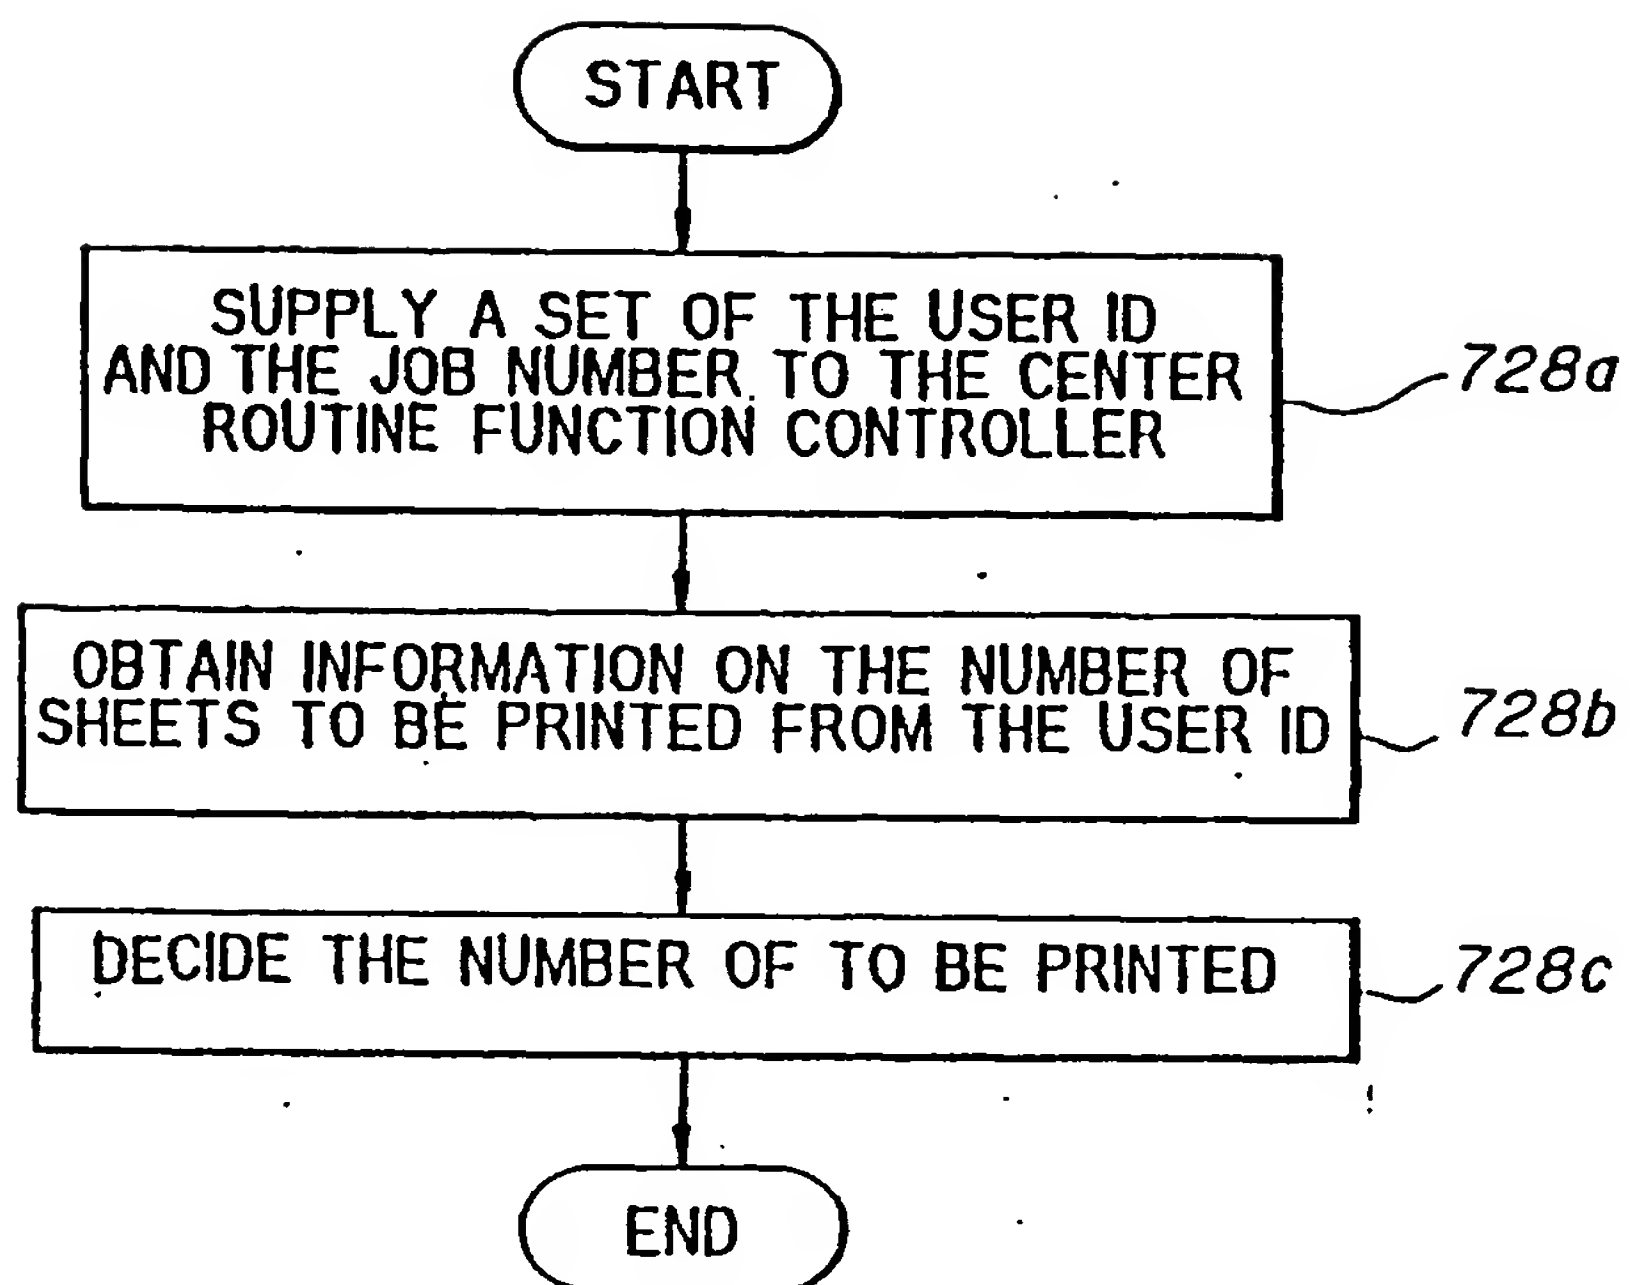 START
SUPPLY A SET OF THE USER ID
AND THE JOB NUMBER TO THE CENTER
ROUTINE FUNCTION CONTROLLER
728a
OBTAIN INFORMATION ON THE NUMBER OF
SHEETS TO BE PRINTED FROM THE USER ID
728b
DECIDE THE NUMBER OF TO BE PRINTED
728c
END